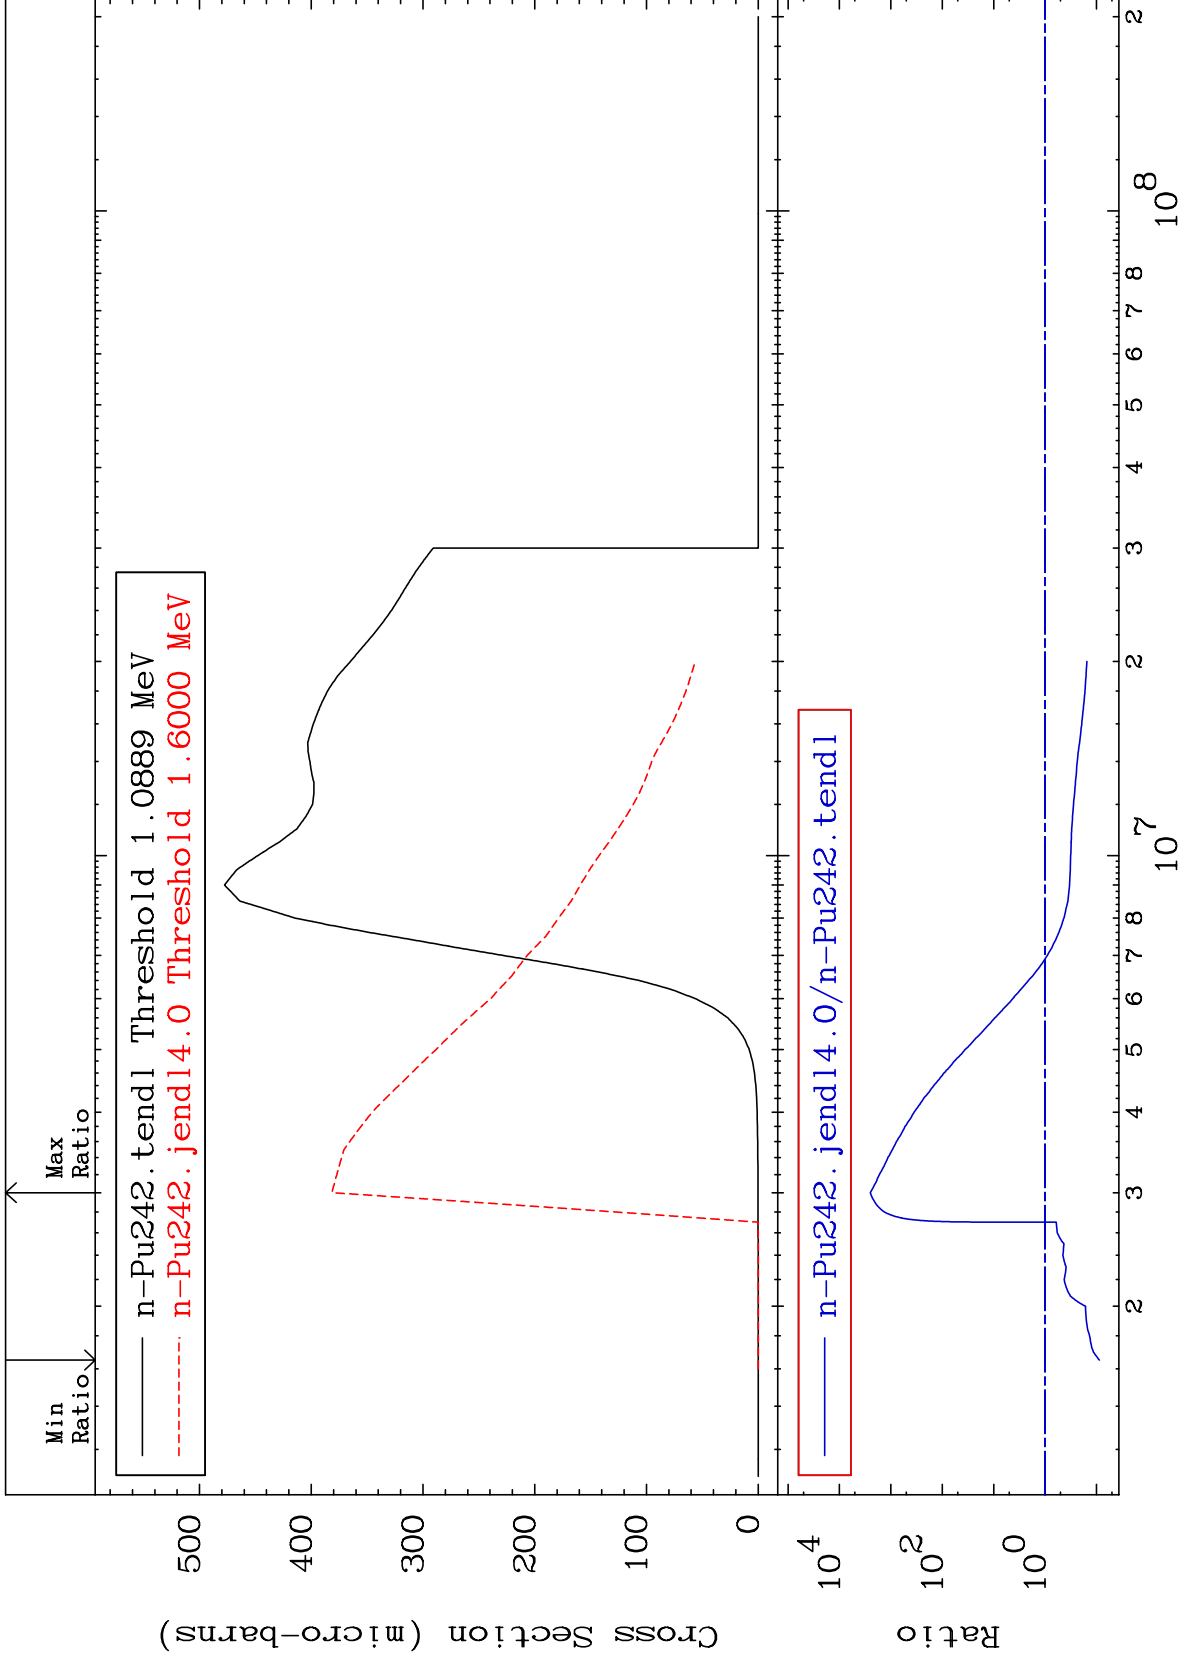 Min
Ratio
Max
Ratio
n-Pu242.tendl Threshold 1.0889 MeV
n-Pu242.jendl4.0 Threshold 1.6000 MeV
500
400
300
200
100
0
Cross Section (micro-barns)
n-Pu242.jendl4.0/n-Pu242.tendl
10^4
10^2
10^0
Ratio
2 3 4 5 6 7 8 10^7 2 3 4 5 6 7 8 10^8 2